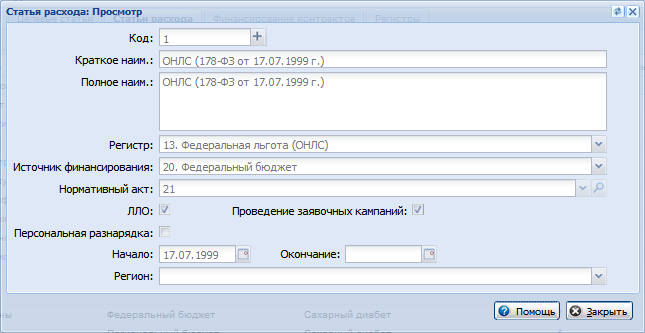 Статья расхода: Просмотр
Целевые статьи Статьи расхода Финансирование контрактов Регистры
Код: 1
Краткое наим.: ОНЛС (178-ФЗ от 17.07.1999 г.)
Полное наим.: ОНЛС (178-ФЗ от 17.07.1999 г.)
Регистр: 13. Федеральная льгота (ОНЛС)
Источник финансирования: 20. Федеральный бюджет
Нормативный акт: 21
ЛЛО: Проведение заявочных кампаний:
Персональная разнарядка:
Начало: 17.07.1999 Окончание:
Регион:
Федеральный бюджет Сахарный диабет
Помощь Закрыть